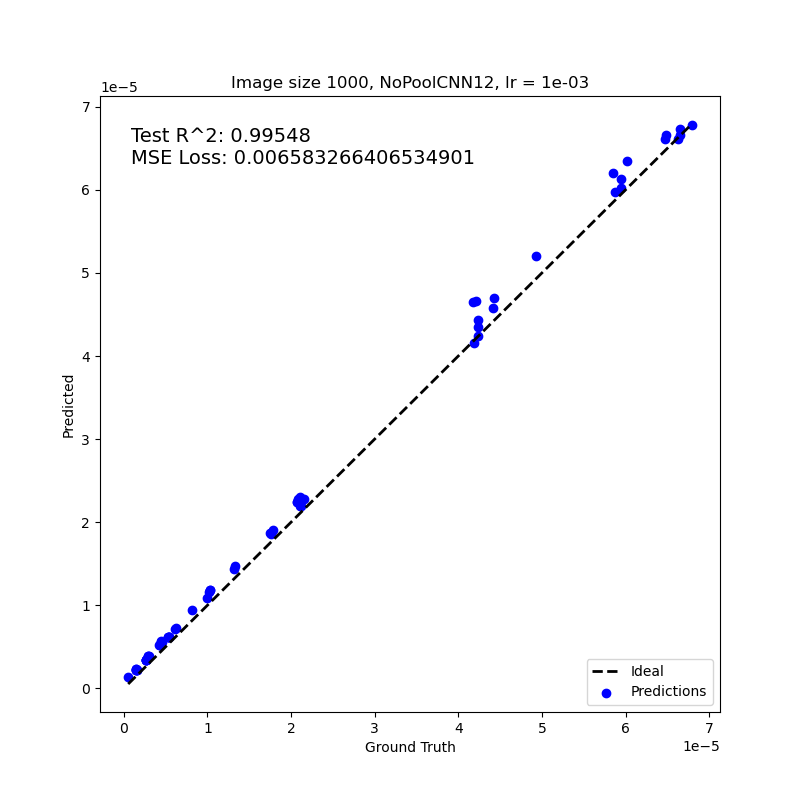 Image size 1000, NoPoolCNN12, lr = 1e-03
1e−5
Test R^2: 0.99548
MSE Loss: 0.006583266406534901
7
6
5
4
3
2
1
0
Predicted
Ideal
Predictions
0 1 2 3 4 5 6 7
1e−5
Ground Truth